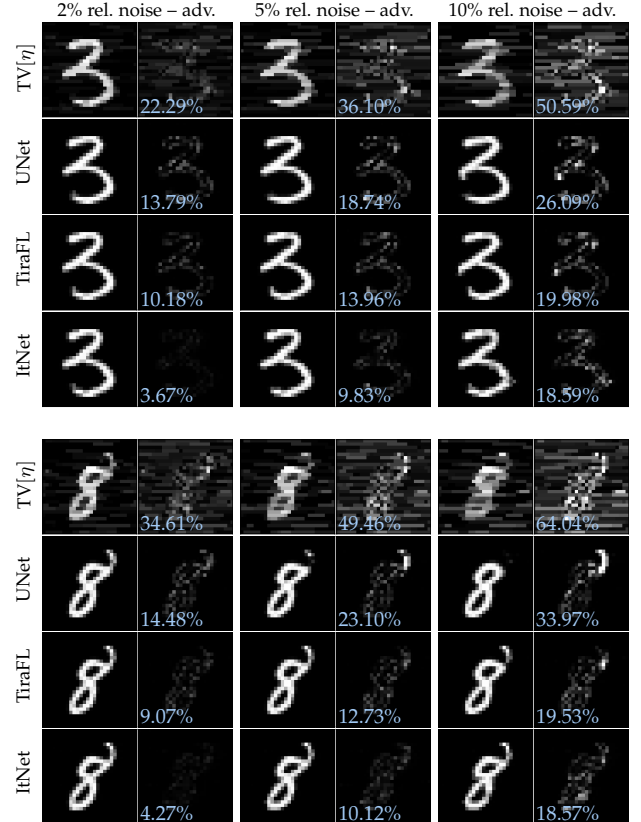 2% rel. noise – adv. 5% rel. noise – adv. 10% rel. noise – adv.
TV[η] 22.29% 36.10% 50.59%
UNet 13.79% 18.74% 26.09%
TiraFL 10.18% 13.96% 19.98%
ItNet 3.67% 9.83% 18.59%
TV[η] 34.61% 49.46% 64.04%
UNet 14.48% 23.10% 33.97%
TiraFL 9.07% 12.73% 19.53%
ItNet 4.27% 10.12% 18.57%